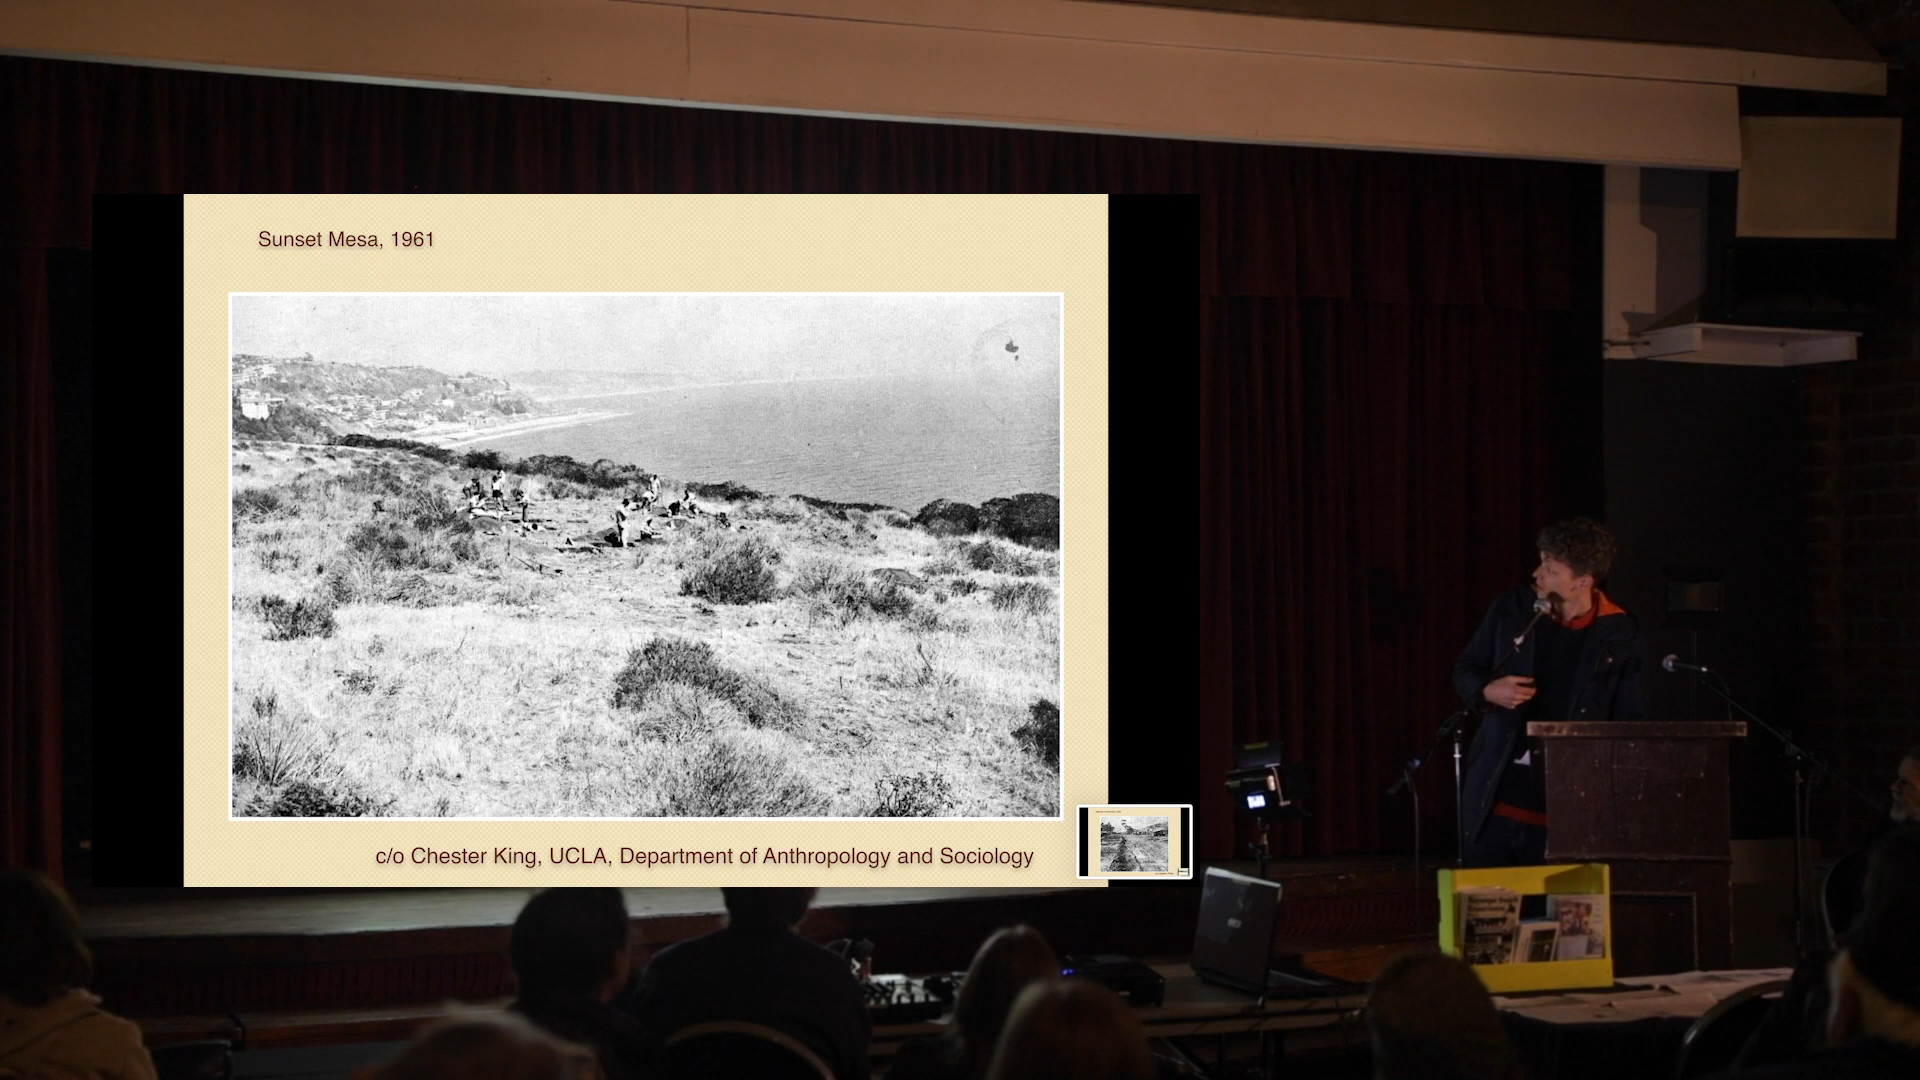 Sunset Mesa, 1961
c/o Chester King, UCLA, Department of Anthropology and Sociology